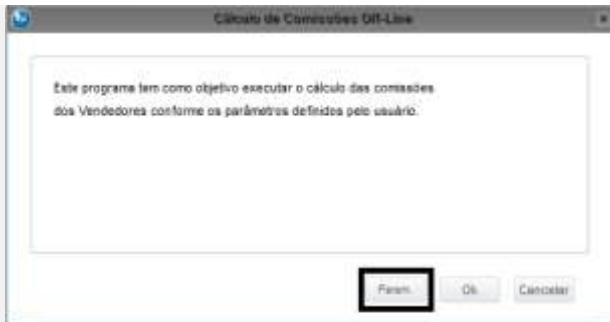 Cálculo de Comissões Off-Line
Este programa tem como objetivo executar o cálculo das comissões
dos Vendedores conforme os parâmetros definidos pelo usuário.
Param. Ok Cancelar